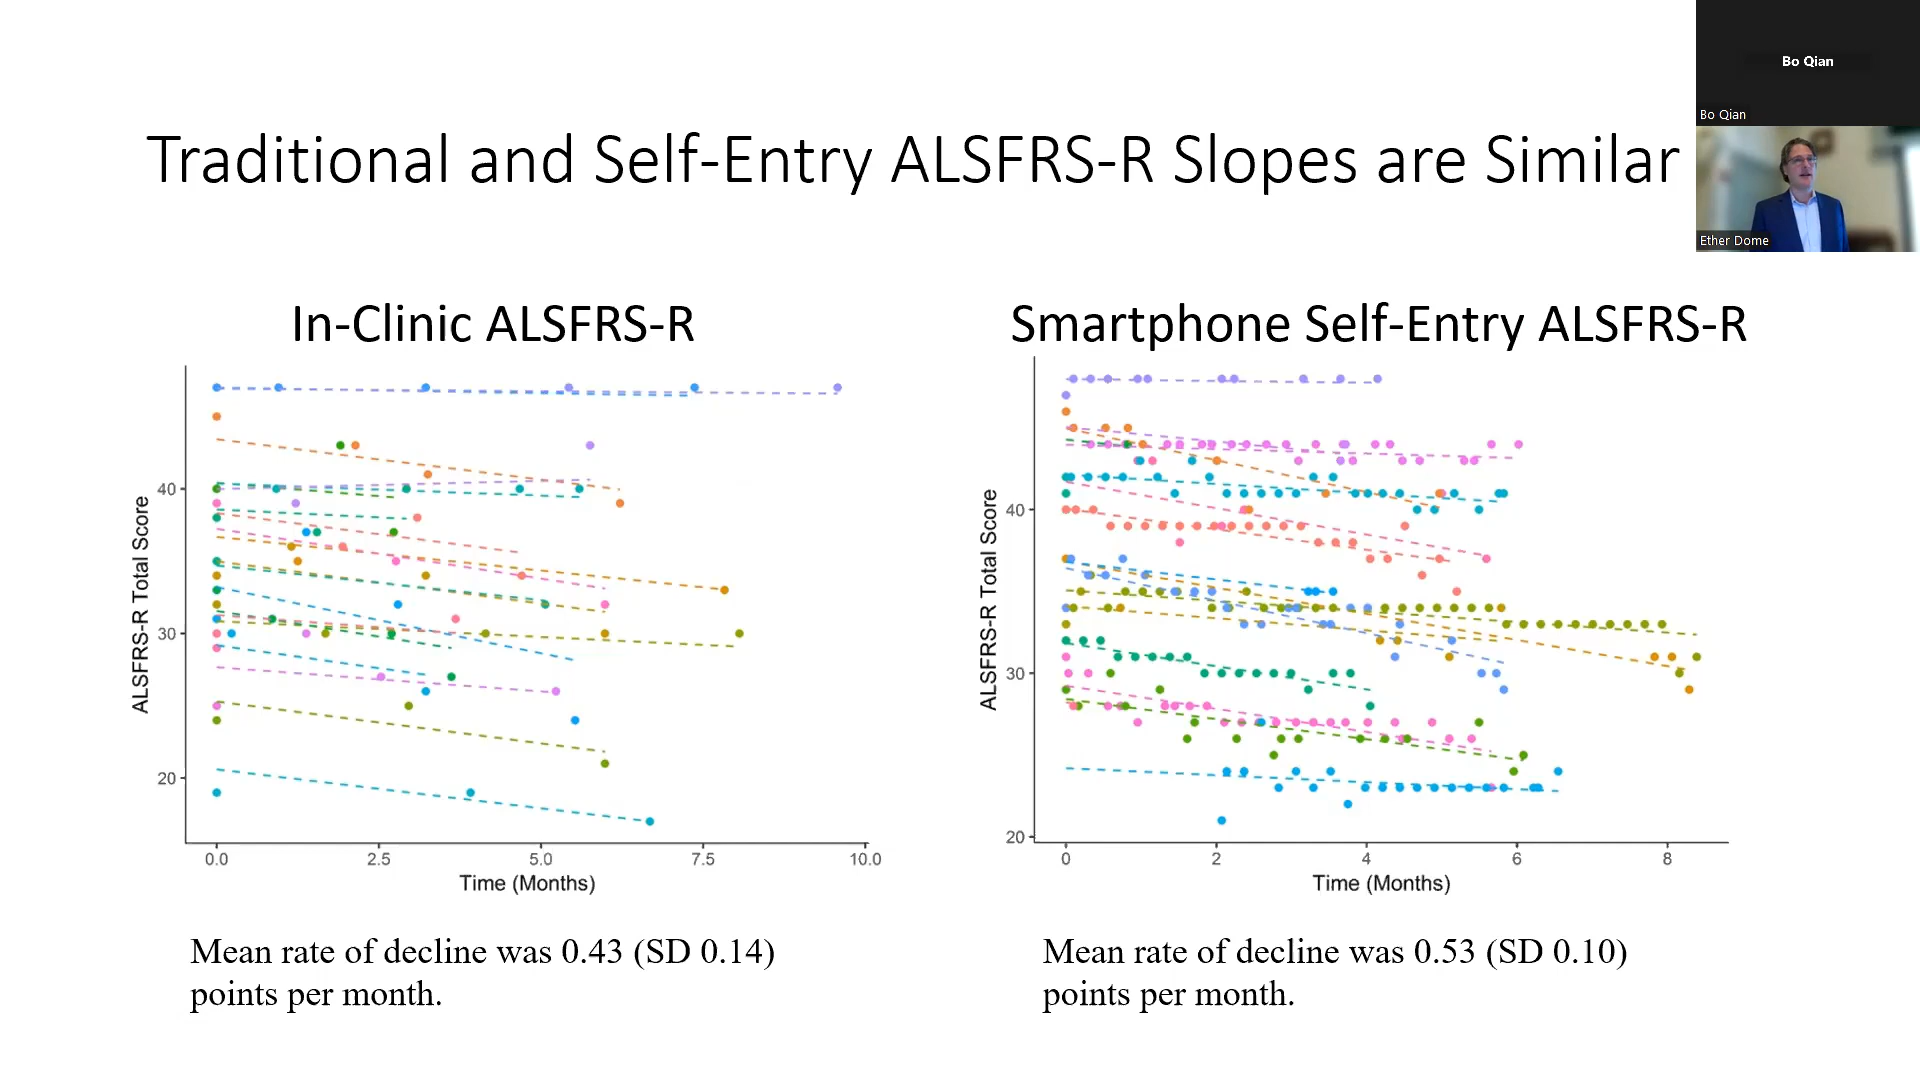 Bo Qian
Bo Qian
Traditional and Self-Entry ALSFRS-R Slopes are Similar
Ether Dome
In-Clinic ALSFRS-R
Smartphone Self-Entry ALSFRS-R
ALSFRS-R Total Score
40
30
20
0.0 2.5 5.0 7.5 10.0
Time (Months)
ALSFRS-R Total Score
40
30
20
0 2 4 6 8
Time (Months)
Mean rate of decline was 0.43 (SD 0.14)
points per month.
Mean rate of decline was 0.53 (SD 0.10)
points per month.